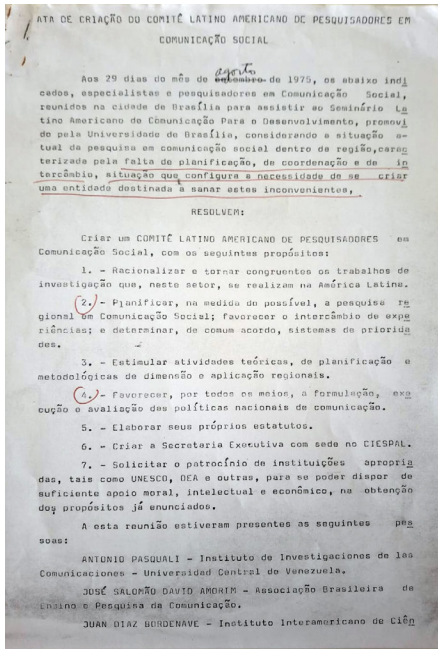 ATA DE CRIAÇÃO DO COMITÊ LATINO AMERICANO DE PESQUISADORES EM
COMUNICAÇÃO SOCIAL
agosto
Aos 29 dias do mês de setembro de 1975, os abaixo indi
cados, especialistas e pesquisadores em Comunicação Social,
reunidos na cidade de Brasília para assistir ao Seminário La
tino Americano de Comunicação Para o Desenvolvimento, promovi
do pela Universidade de Brasília, considerando a situação a-
tual da pesquisa em comunicação social dentro da região, carac
terizada pela falta de planificação, de coordenação e de in
tercâmbio, situação que configura a necessidade de se criar
uma entidade destinada a sanar estes inconvenientes,
RESOLVEM:
Criar um COMITÊ LATINO AMERICANO DE PESQUISADORES em
Comunicação Social, com os seguintes propósitos:
1. - Racionalizar e tornar congruentes os trabalhos de
investigação que, neste setor, se realizam na América Latina.
2. - Planificar, na medida do possível, a pesquisa re
gional em Comunicação Social; favorecer o intercâmbio de expe
riências; e determinar, de comum acordo, sistemas de priorida
des.
3. - Estimular atividades teóricas, de planificação e
metodológicas de dimensão e aplicação regionais.
4. - Favorecer, por todos os meios, a formulação, exe
cução e avaliação das políticas nacionais de comunicação.
5. - Elaborar seus próprios estatutos.
6. - Criar a Secretaria Executiva com sede no CIESPAL.
7. - Solicitar o patrocínio de instituições apropria
das, tais como UNESCO, OEA e outras, para se poder dispor de
suficiente apoio moral, intelectual e econômico, na obtenção
dos propósitos já enunciados.
A esta reunião estiveram presentes as seguintes pes
soas:
ANTONIO PASQUALI - Instituto de Investigaciones de las
Comunicaciones - Universidad Central de Venezuela.
JOSÉ SALOMÃO DAVID AMORIM - Associação Brasileira de
Ensino e Pesquisa da Comunicação.
JUAN DIAZ BORDENAVE - Instituto Interamericano de Ciên